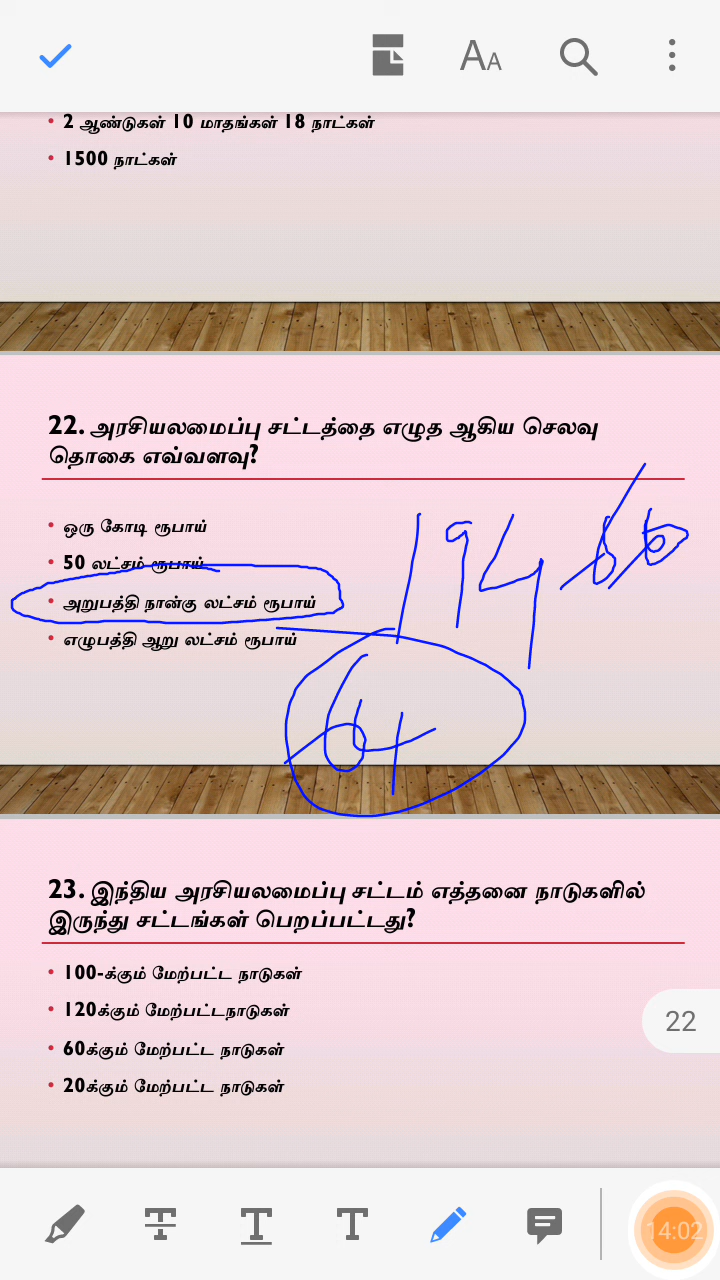 AA
• 2 ஆண்டுகள் 10 மாதங்கள் 18 நாட்கள்
• 1500 நாட்கள்
22. அரசியலமைப்பு சட்டத்தை எழுத ஆகிய செலவு
தொகை எவ்வளவு?
• ஒரு கோடி ரூபாய்
• 50 லட்சம் ரூபாய்
• அறுபத்தி நான்கு லட்சம் ரூபாய்
• எழுபத்தி ஆறு லட்சம் ரூபாய்
194
64
23. இந்திய அரசியலமைப்பு சட்டம் எத்தனை நாடுகளில்
இருந்து சட்டங்கள் பெறப்பட்டது?
• 100-க்கும் மேற்பட்ட நாடுகள்
• 120க்கும் மேற்பட்டநாடுகள்
• 60க்கும் மேற்பட்ட நாடுகள்
• 20க்கும் மேற்பட்ட நாடுகள்
22
T T T
14:02